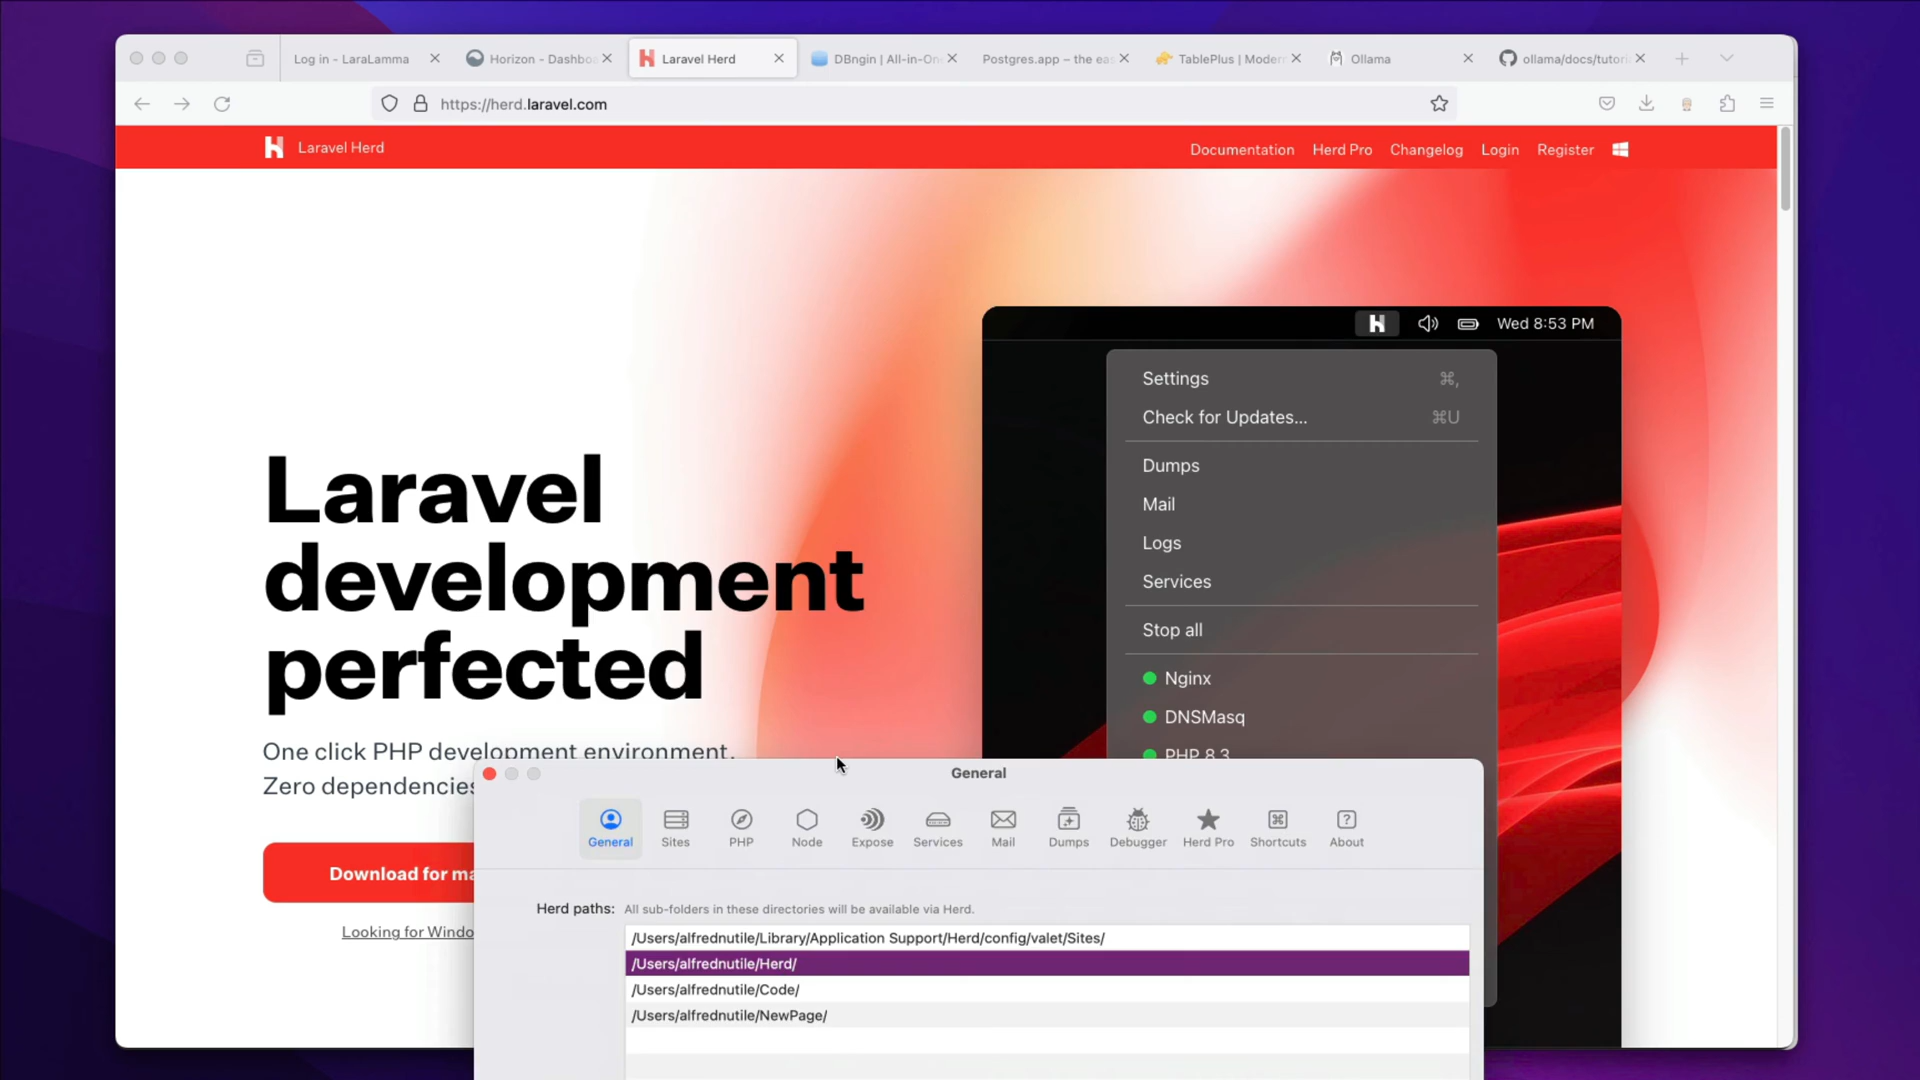 Log in - LaraLamma
Horizon - Dashbo
Laravel Herd
DBngin | All-in-On
Postgres.app – the eas
TablePlus | Modern
Ollama
ollama/docs/tutori
https://herd.laravel.com
Laravel Herd
Documentation
Herd Pro
Changelog
Login
Register
Wed 8:53 PM
Settings ⌘,
Check for Updates... ⌘U
Dumps
Mail
Logs
Services
Stop all
Nginx
DNSMasq
PHP 8.3
Laravel
development
perfected
One click PHP development environment.
Zero dependencies
Download for ma
Looking for Windo
General
General
Sites
PHP
Node
Expose
Services
Mail
Dumps
Debugger
Herd Pro
Shortcuts
About
Herd paths: All sub-folders in these directories will be available via Herd.
/Users/alfrednutile/Library/Application Support/Herd/config/valet/Sites/
/Users/alfrednutile/Herd/
/Users/alfrednutile/Code/
/Users/alfrednutile/NewPage/